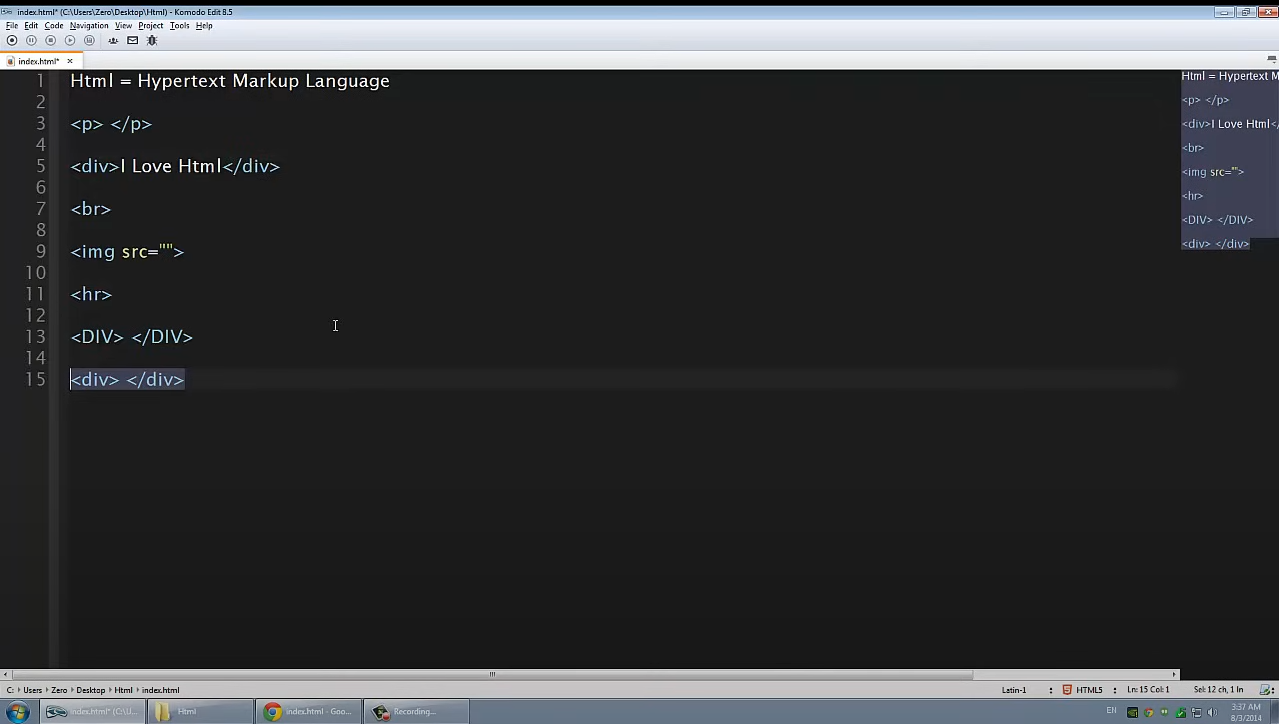 index.html* (C:\Users\Zero\Desktop\Html) - Komodo Edit 8.5
File Edit Code Navigation View Project Tools Help
index.html*
1 Html = Hypertext Markup Language
2
3 <p> </p>
4
5 <div>I Love Html</div>
6
7 <br>
8
9 <img src="">
10
11 <hr>
12
13 <DIV> </DIV>
14
15 <div> </div>
Html = Hypertext M
<p> </p>
<div>I Love Html</
<br>
<img src="">
<hr>
<DIV> </DIV>
<div> </div>
C: Users Zero Desktop Html index.html
Latin-1 HTML5 Ln: 15 Col: 1 Sel: 12 ch, 1 ln
index.html* (C:\U...
Html
index.html - Goo...
Recording...
EN
3:37 AM
8/3/2014